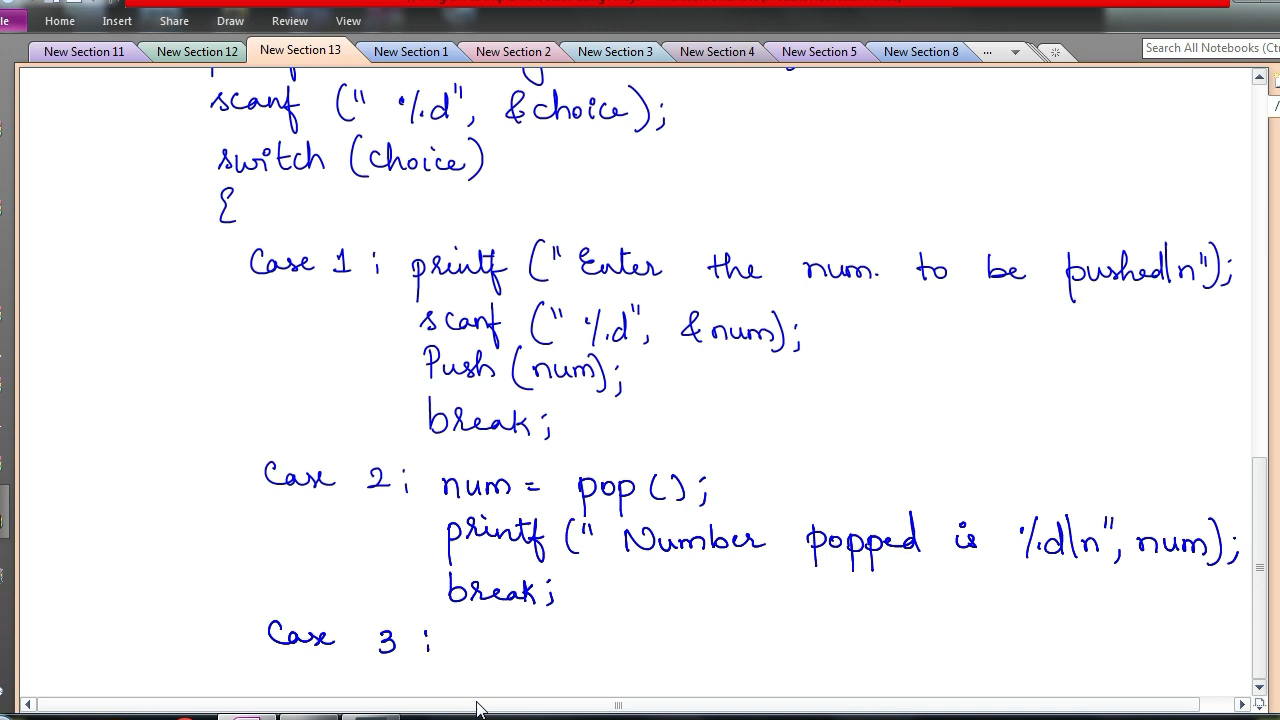 Home Insert Share Draw Review View
New Section 11 New Section 12 New Section 13 New Section 1 New Section 2 New Section 3 New Section 4 New Section 5 New Section 8 ... Search All Notebooks (Ctr
scanf (" %d", &choice);
switch (choice)
{
Case 1 : printf (" Enter the num. to be pushed\n");
scanf (" %d", &num);
Push (num);
break;
Case 2 : num = pop ();
printf (" Number popped is %d\n", num);
break;
Case 3 :